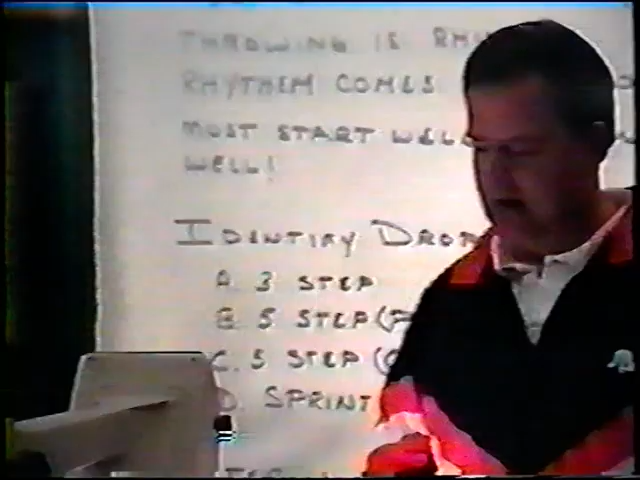 THROWING IS
RHYTHEM COMES
MUST START WELL
WELL!
IDENTIFY DROP
A. 3 STEP
B. 5 STEP (
C. 5 STEP (
D. SPRINT